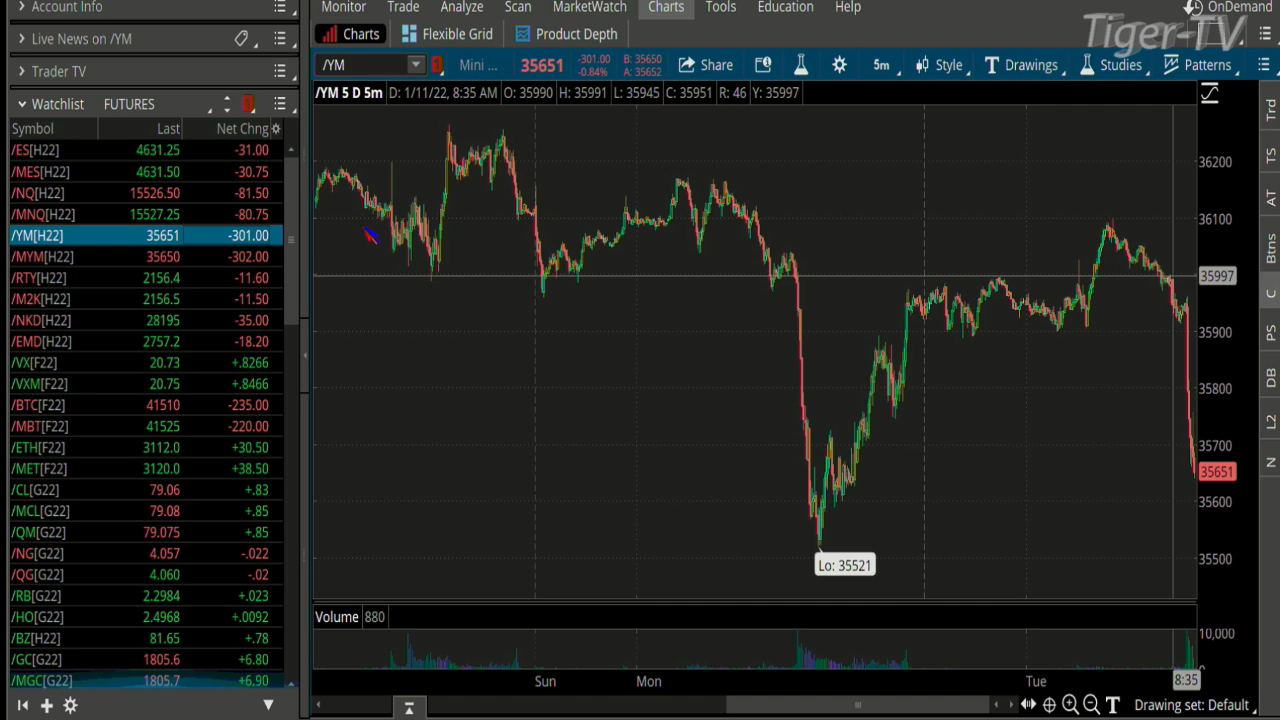 Account Info
Live News on /YM
Trader TV
Watchlist FUTURES
Symbol Last Net Chng
/ES[H22] 4631.25 -31.00
/MES[H22] 4631.50 -30.75
/NQ[H22] 15526.50 -81.50
/MNQ[H22] 15527.25 -80.75
/YM[H22] 35651 -301.00
/MYM[H22] 35650 -302.00
/RTY[H22] 2156.4 -11.60
/M2K[H22] 2156.5 -11.50
/NKD[H22] 28195 -35.00
/EMD[H22] 2757.2 -18.20
/VX[F22] 20.73 +.8266
/VXM[F22] 20.75 +.8466
/BTC[F22] 41510 -235.00
/MBT[F22] 41525 -220.00
/ETH[F22] 3112.0 +30.50
/MET[F22] 3120.0 +38.50
/CL[G22] 79.06 +.83
/MCL[G22] 79.08 +.85
/QM[G22] 79.075 +.85
/NG[G22] 4.057 -.022
/QG[G22] 4.060 -.02
/RB[G22] 2.2984 +.023
/HO[G22] 2.4968 +.0092
/BZ[H22] 81.65 +.78
/GC[G22] 1805.6 +6.80
/MGC[G22] 1805.7 +6.90
Monitor Trade Analyze Scan MarketWatch Charts Tools Education Help OnDemand
Tiger-TV
Charts Flexible Grid Product Depth
/YM Mini ... 35651 -301.00 -0.84% B: 35650 A: 35652 Share 5m Style Drawings Studies Patterns
/YM 5 D 5m D: 1/11/22, 8:35 AM O: 35990 H: 35991 L: 35945 C: 35951 R: 46 Y: 35997
36200
36100
35997
35900
35800
35700
35651
35600
35500
Lo: 35521
Volume 880
10,000
0
Sun Mon Tue 8:35
Drawing set: Default
Trd
TS
AT
Btns
C
PS
DB
L2
N